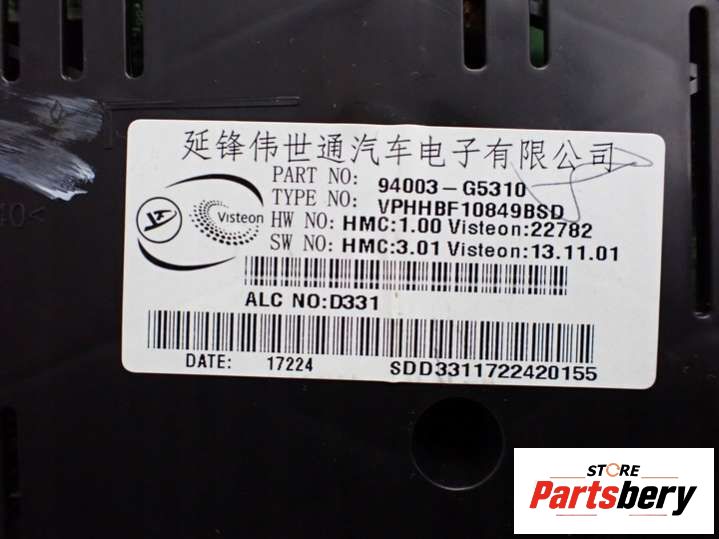 延锋伟世通汽车电子有限公司
PART NO: 94003-G5310
TYPE NO: VPHHBF10849BSD
Visteon
HW NO: HMC:1.00 Visteon:22782
SW NO: HMC:3.01 Visteon:13.11.01
ALC NO:D331
DATE: 17224 SDD3311722420155
STORE
Partsbery